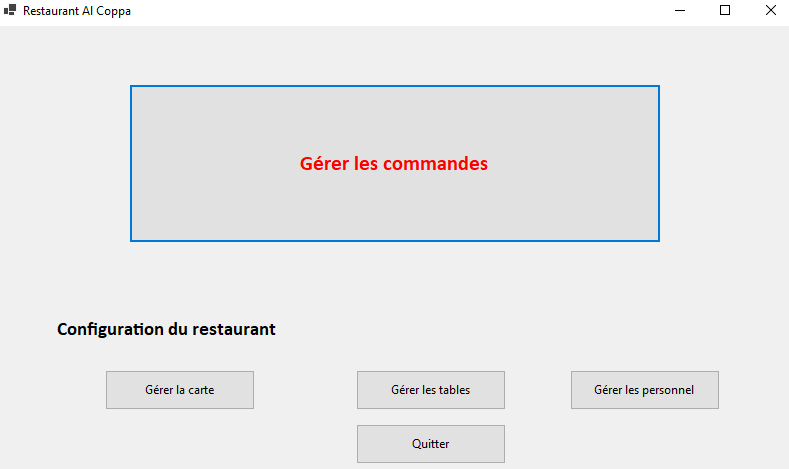 Restaurant Al Coppa
Gérer les commandes
Configuration du restaurant
Gérer la carte
Gérer les tables
Gérer les personnel
Quitter